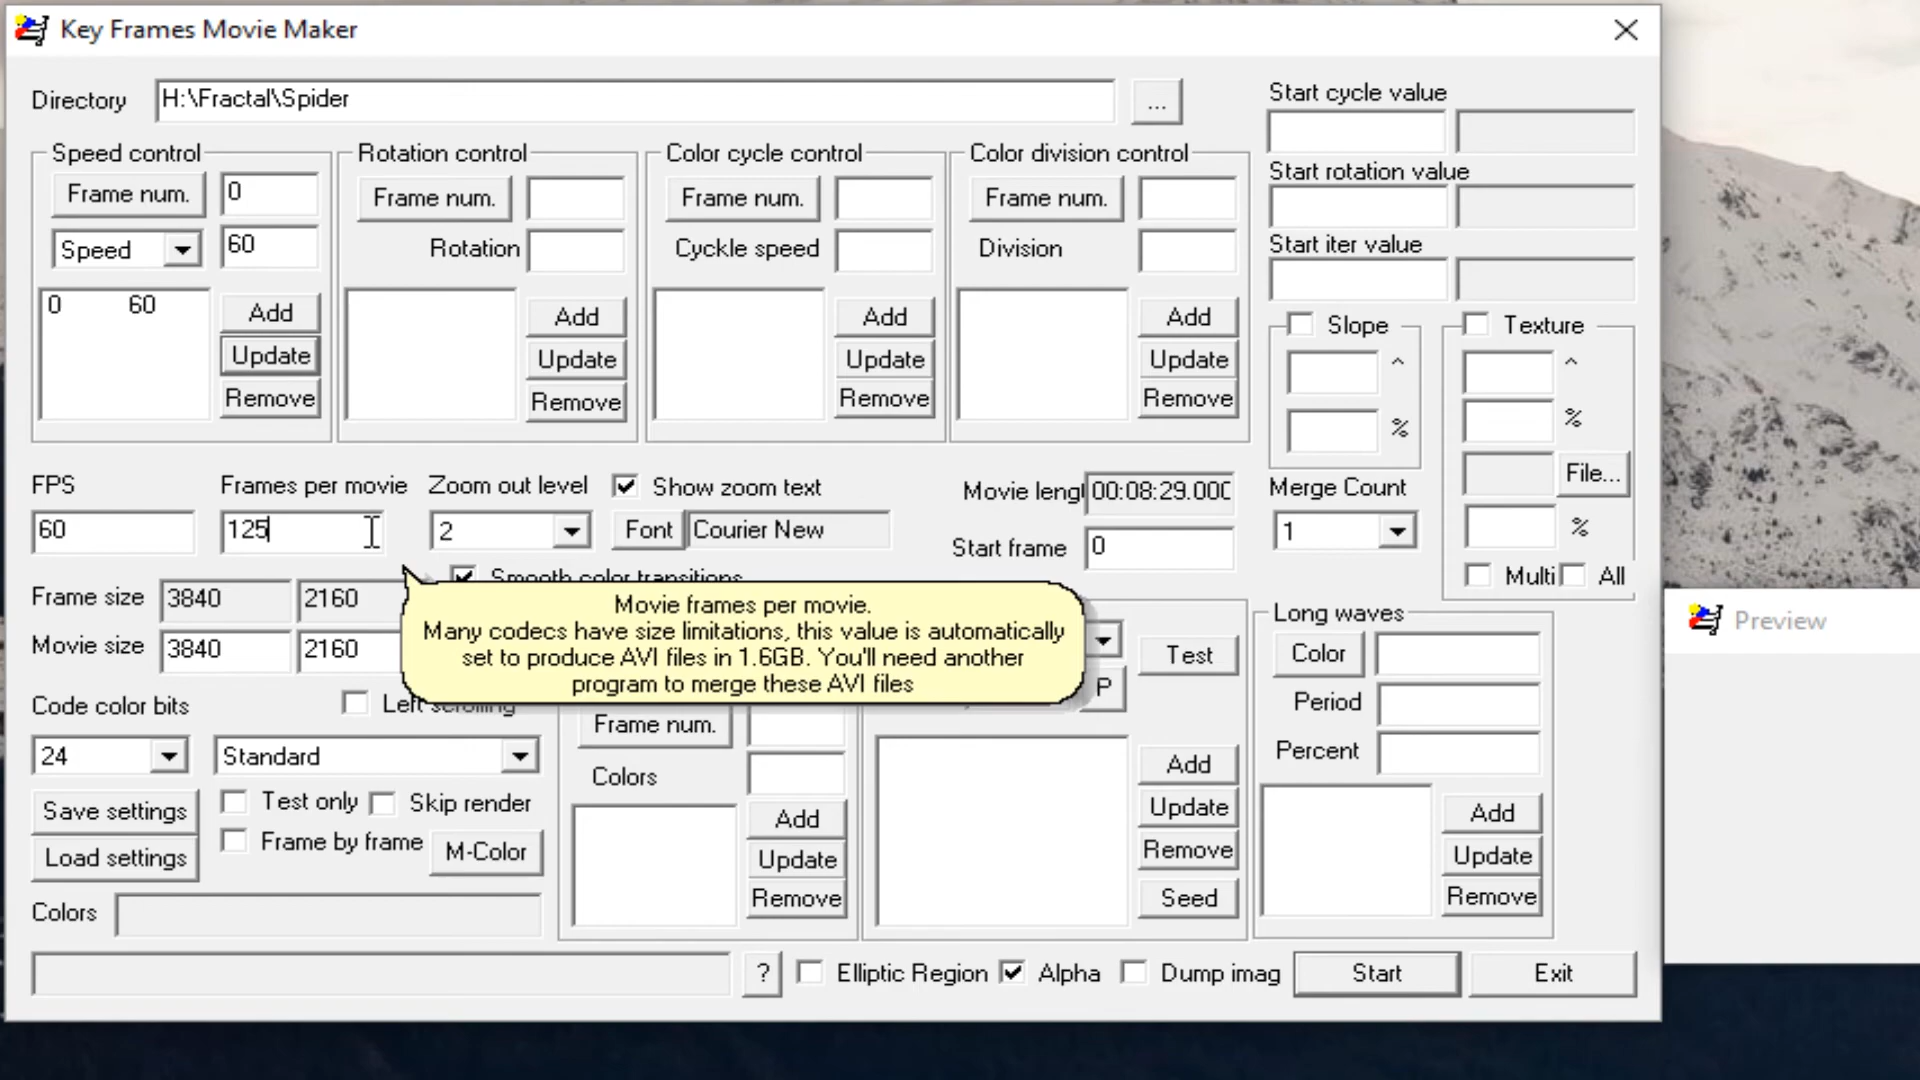 Key Frames Movie Maker
Directory
H:\Fractal\Spider
...
Start cycle value
Speed control
Rotation control
Color cycle control
Color division control
Start rotation value
Frame num.
0
Frame num.
Frame num.
Frame num.
Speed
60
Rotation
Cyckle speed
Division
Start iter value
0 60
Add
Add
Add
Add
Slope
Texture
Update
Update
Update
Update
^
^
Remove
Remove
Remove
Remove
%
%
FPS
Frames per movie
Zoom out level
Show zoom text
Movie lengt
00:08:29.000
Merge Count
File...
60
125
2
Font
Courier New
Start frame
0
1
%
Smooth color transitions
Multi
All
Frame size
3840
2160
Movie frames per movie.
Many codecs have size limitations, this value is automatically
set to produce AVI files in 1.6GB. You'll need another
program to merge these AVI files
Long waves
Preview
Movie size
3840
2160
Test
Color
P
Code color bits
Left scrolling
Period
Frame num.
Percent
24
Standard
Colors
Add
Save settings
Test only
Skip render
Add
Update
Add
Load settings
Frame by frame
M-Color
Update
Remove
Update
Colors
Remove
Seed
Remove
?
Elliptic Region
Alpha
Dump imag
Start
Exit